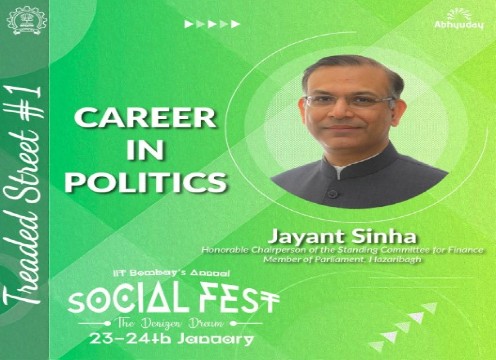 Treaded Street #1
Abhyuday
CAREER
IN
POLITICS
Jayant Sinha
Honorable Chairperson of the Standing Committee for Finance
Member of Parliament, Hazaribagh
IIT Bombay's Annual
SOCIAL FEST
The Denizen Dream
23-24th January